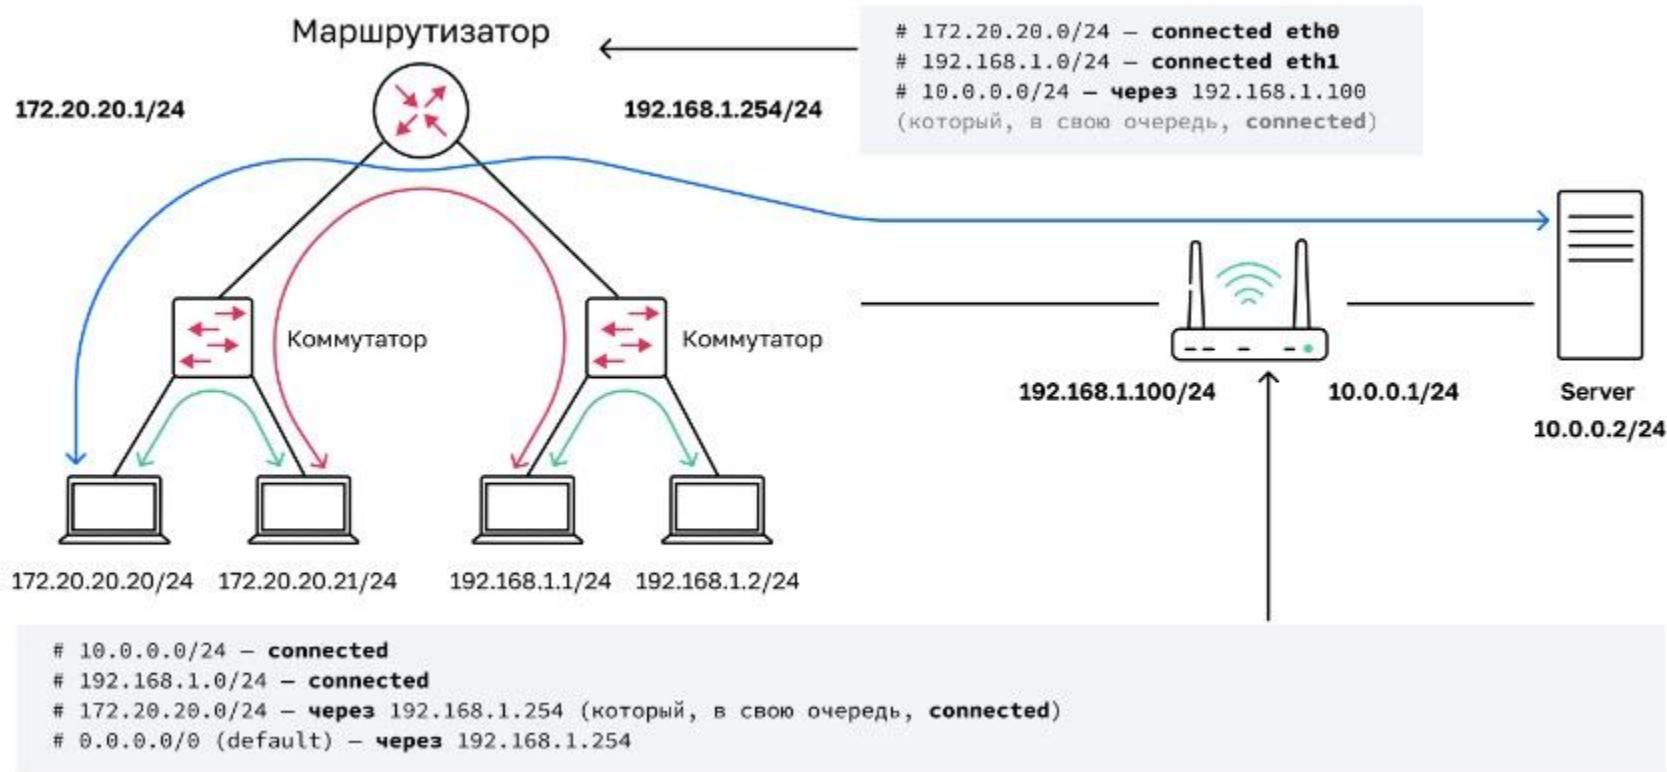 Маршрутизатор
# 172.20.20.0/24 — connected eth0
# 192.168.1.0/24 — connected eth1
# 10.0.0.0/24 — через 192.168.1.100
(который, в свою очередь, connected)
172.20.20.1/24
192.168.1.254/24
Коммутатор
Коммутатор
192.168.1.100/24
10.0.0.1/24
Server
10.0.0.2/24
172.20.20.20/24
172.20.20.21/24
192.168.1.1/24
192.168.1.2/24
# 10.0.0.0/24 — connected
# 192.168.1.0/24 — connected
# 172.20.20.0/24 — через 192.168.1.254 (который, в свою очередь, connected)
# 0.0.0.0/0 (default) — через 192.168.1.254